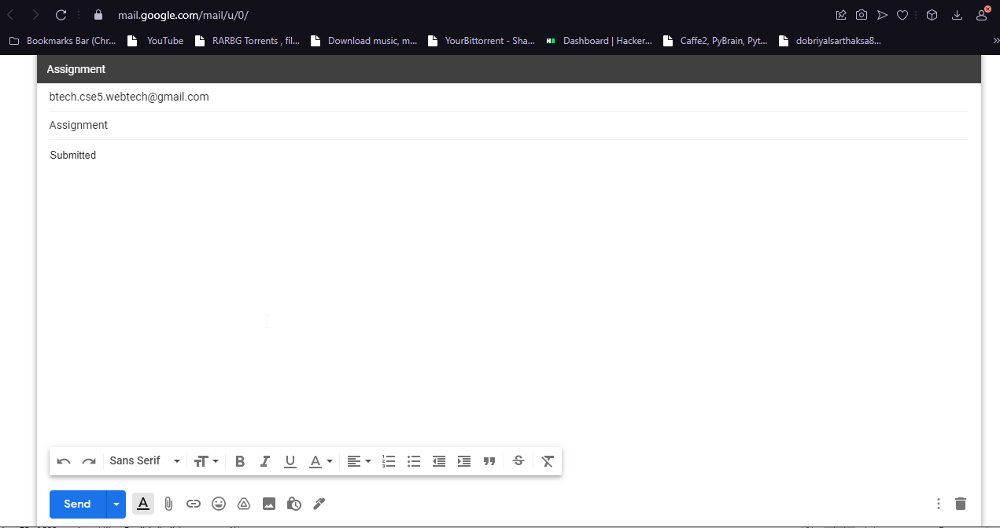 mail.google.com/mail/u/0/
Bookmarks Bar (Chr... YouTube RARBG Torrents , fil... Download music, m... YourBittorrent - Sha... Dashboard | Hacker... Caffe2, PyBrain, Pyt... dobriyalsarthaksa8...
Assignment
btech.cse5.webtech@gmail.com
Assignment
Submitted
Sans Serif
Send